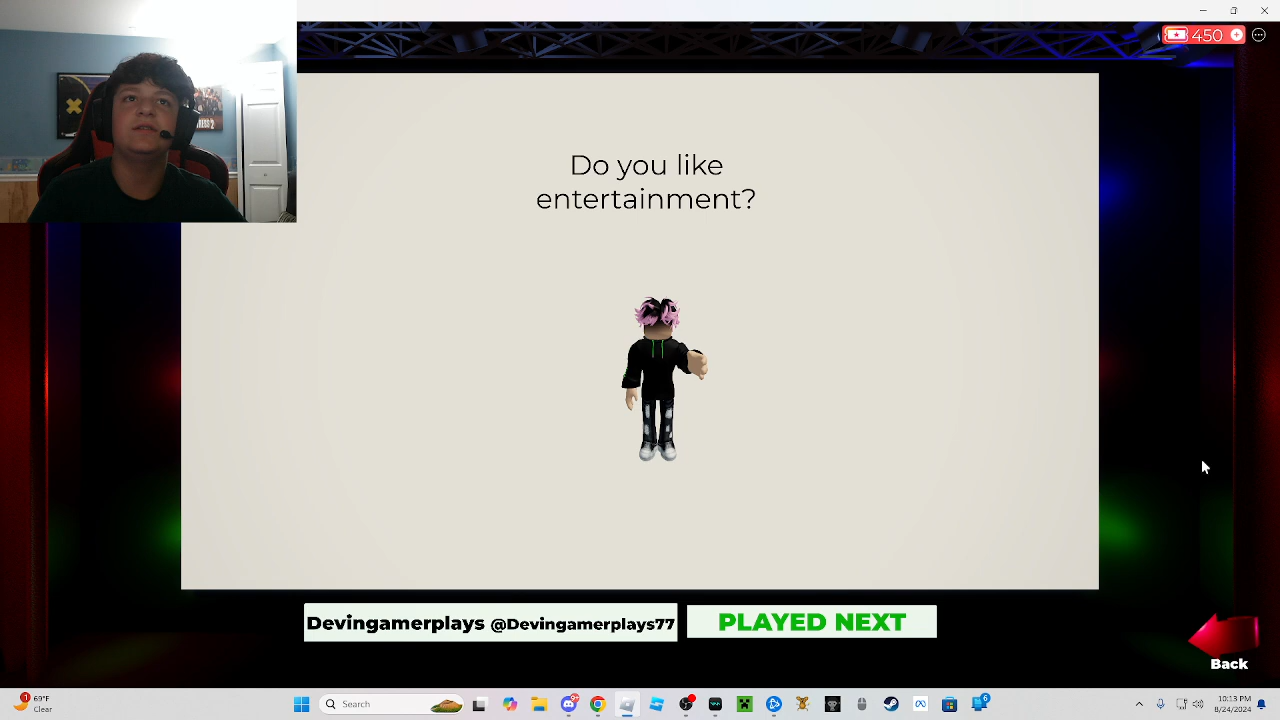 450
Do you like
entertainment?
Devingamerplays @Devingamerplays77
PLAYED NEXT
Back
69°F
Clear
Search
10:13 PM
8/24/2024